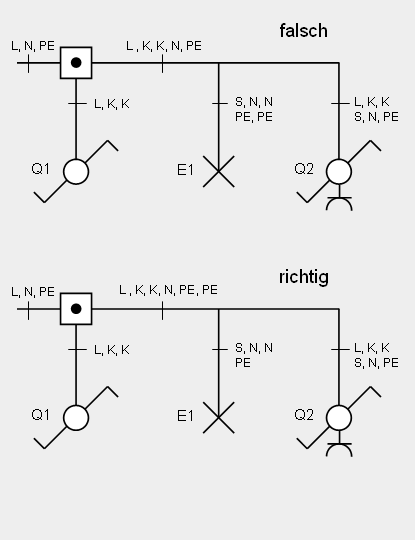 falsch
L, N, PE
L , K, K, N, PE
L, K, K
S, N, N
PE, PE
L, K, K
S, N, PE
Q1
E1
Q2
richtig
L, N, PE
L , K, K, N, PE, PE
L, K, K
S, N, N
PE
L, K, K
S, N, PE
Q1
E1
Q2